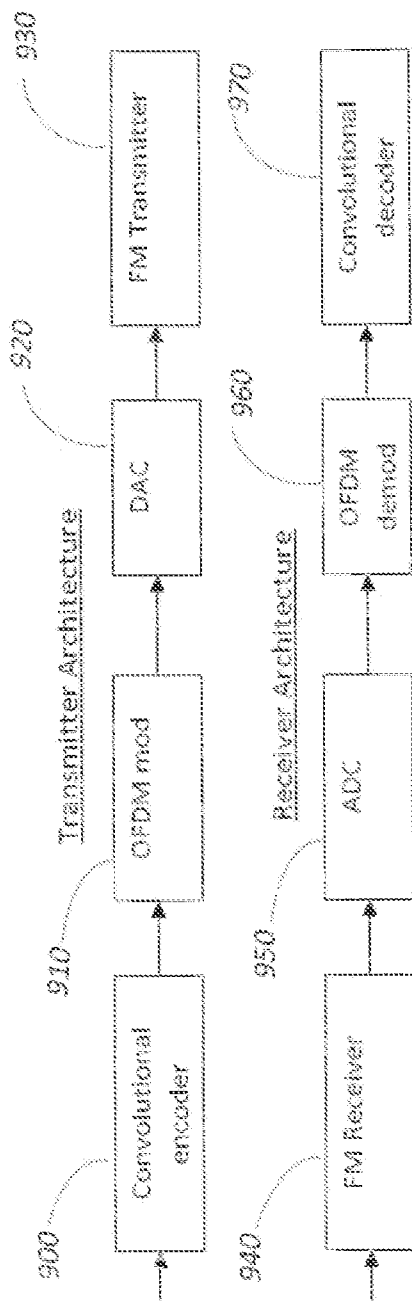 Transmitter Architecture
900
Convolutional
encoder
910
OFDM mod
920
DAC
930
FM Transmitter
Receiver Architecture
940
FM Receiver
950
ADC
960
OFDM
demod
970
Convolutional
decoder